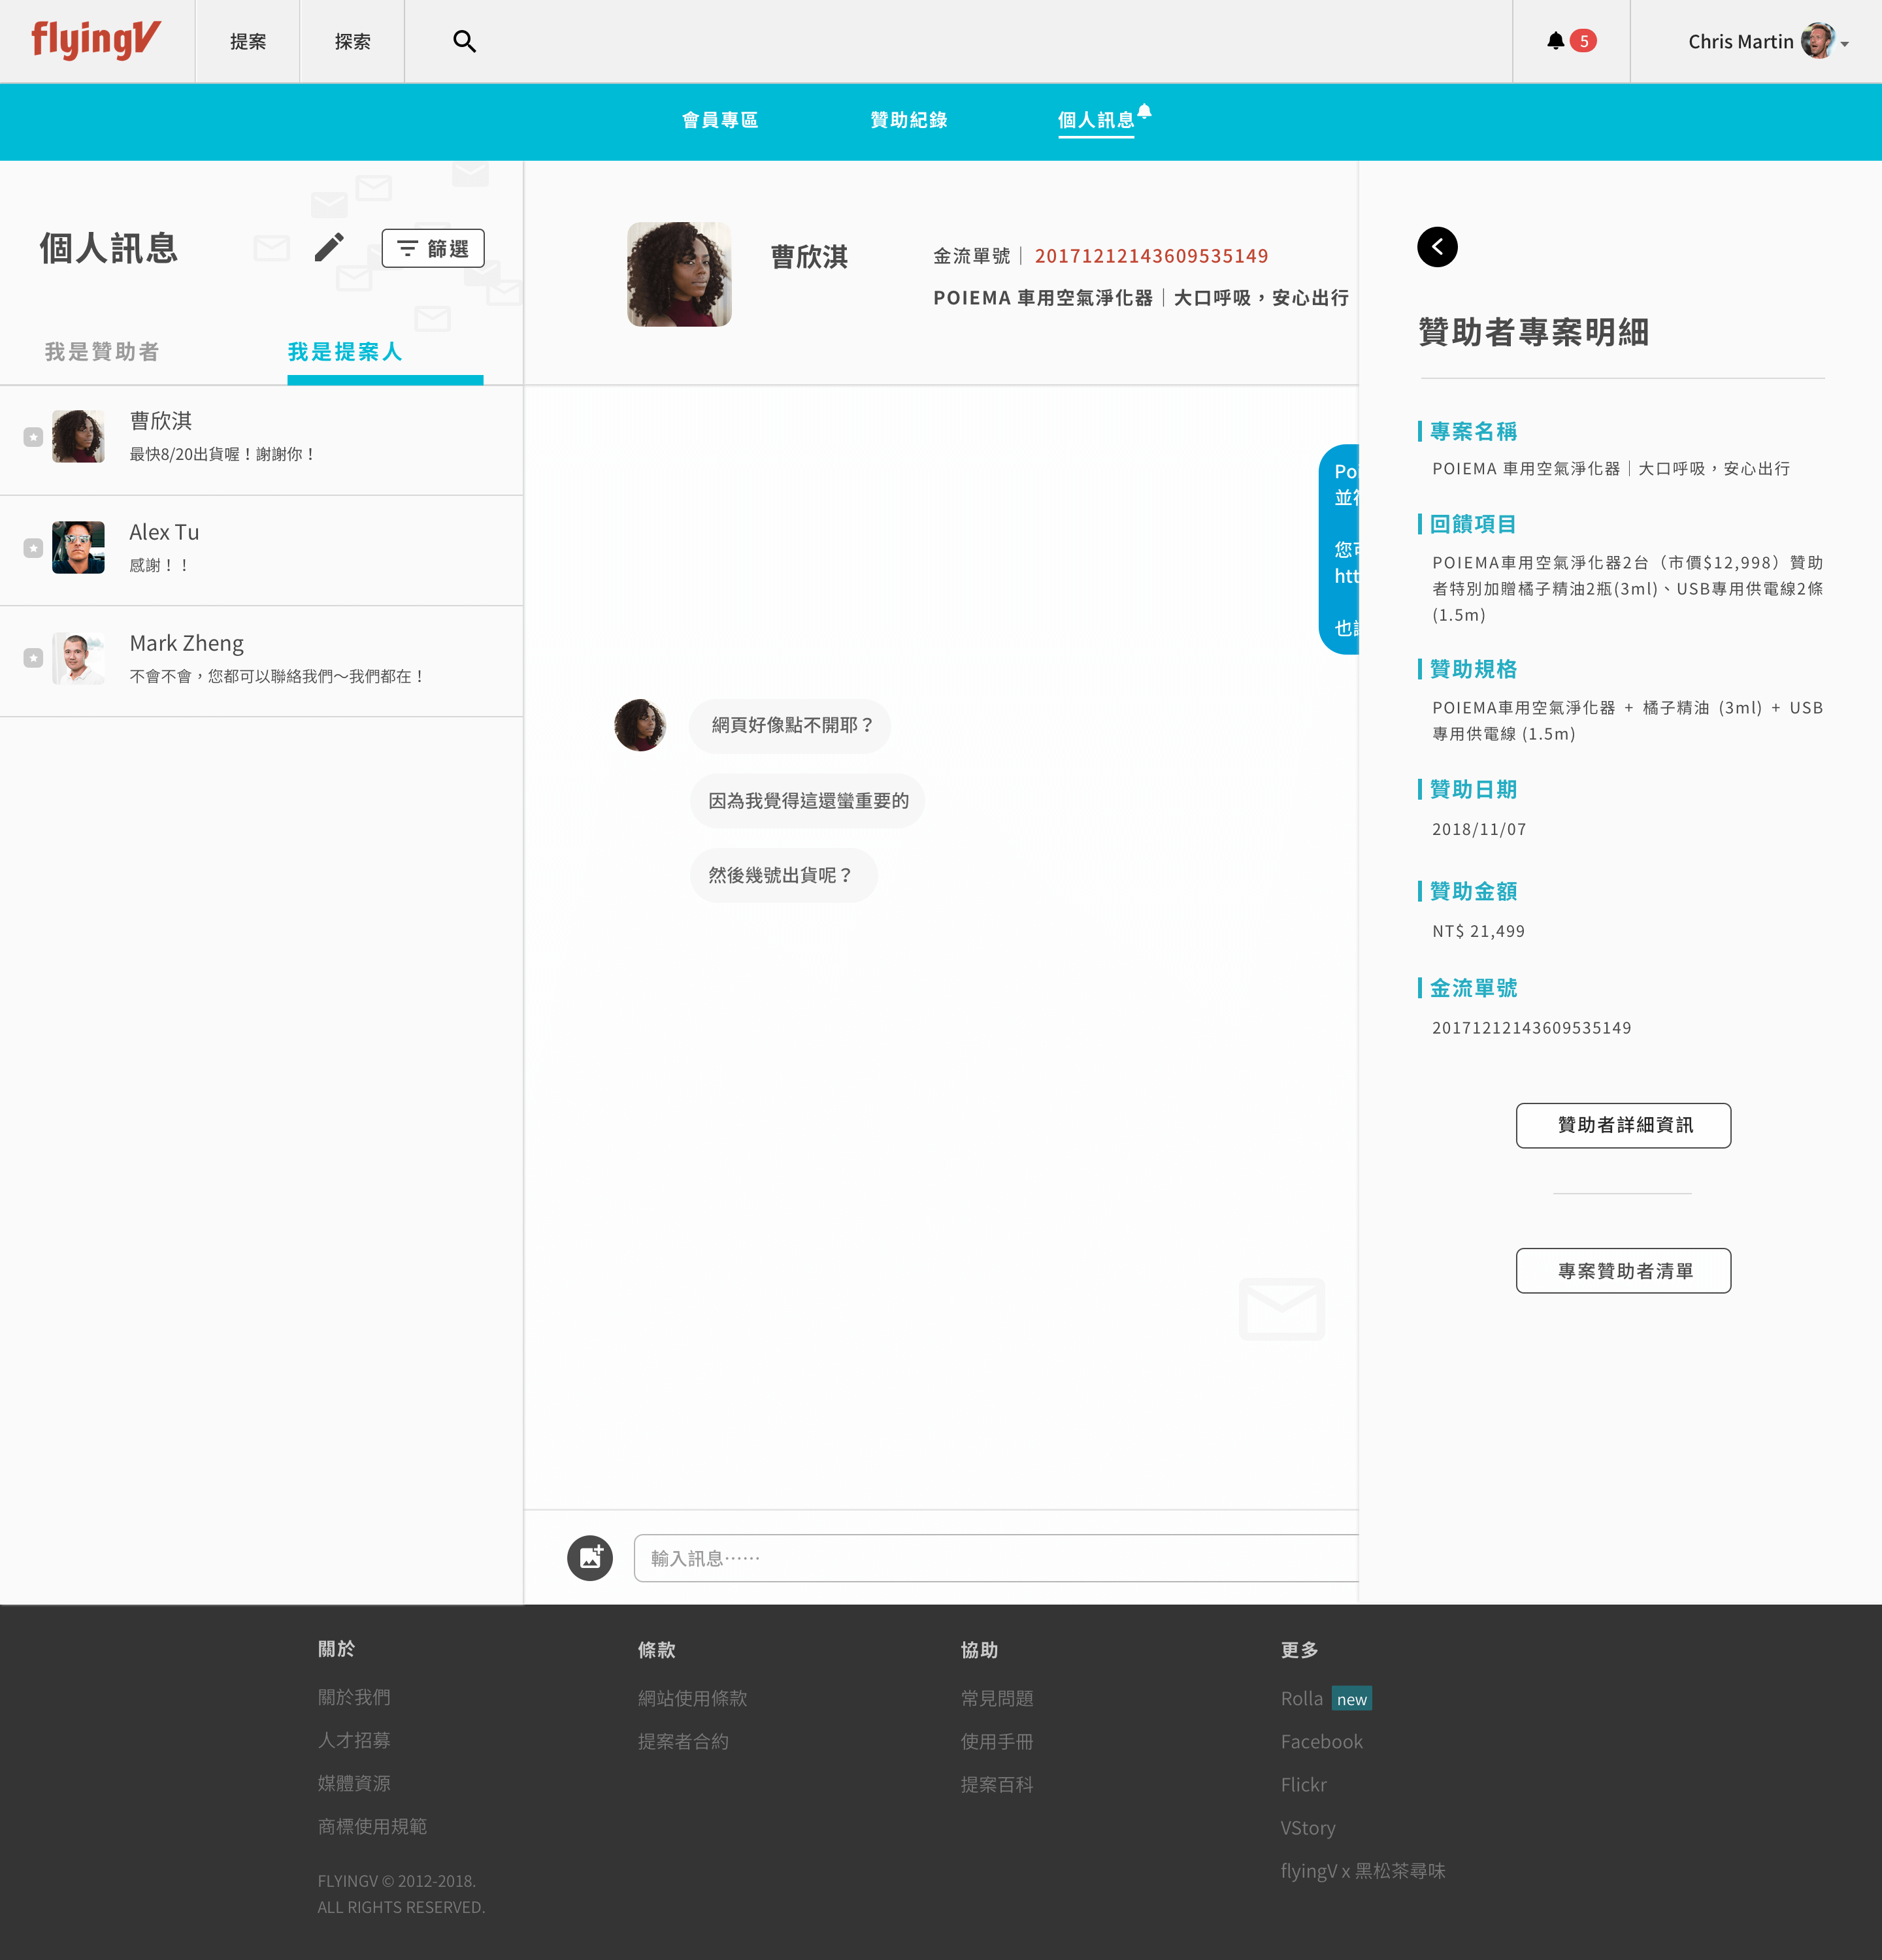 flyingV
提案
探索
5
Chris Martin
會員專區
贊助紀錄
個人訊息
個人訊息
篩選
我是贊助者
我是提案人
曹欣淇
最快8/20出貨喔！謝謝你！
Alex Tu
感謝！！
Mark Zheng
不會不會，您都可以聯絡我們～我們都在！
曹欣淇
金流單號｜ 20171212143609535149
POIEMA 車用空氣淨化器｜大口呼吸，安心出行
Poi
並
您
htt
也
網頁好像點不開耶？
因為我覺得這還蠻重要的
然後幾號出貨呢？
輸入訊息⋯⋯
贊助者專案明細
專案名稱
POIEMA 車用空氣淨化器｜大口呼吸，安心出行
回饋項目
POIEMA車用空氣淨化器2台（市價$12,998）贊助
者特別加贈橘子精油2瓶(3ml)、USB專用供電線2條
(1.5m)
贊助規格
POIEMA車用空氣淨化器 + 橘子精油 (3ml) + USB
專用供電線 (1.5m)
贊助日期
2018/11/07
贊助金額
NT$ 21,499
金流單號
20171212143609535149
贊助者詳細資訊
專案贊助者清單
關於
關於我們
人才招募
媒體資源
商標使用規範
FLYINGV © 2012-2018.
ALL RIGHTS RESERVED.
條款
網站使用條款
提案者合約
協助
常見問題
使用手冊
提案百科
更多
Rolla new
Facebook
Flickr
VStory
flyingV x 黑松茶尋味